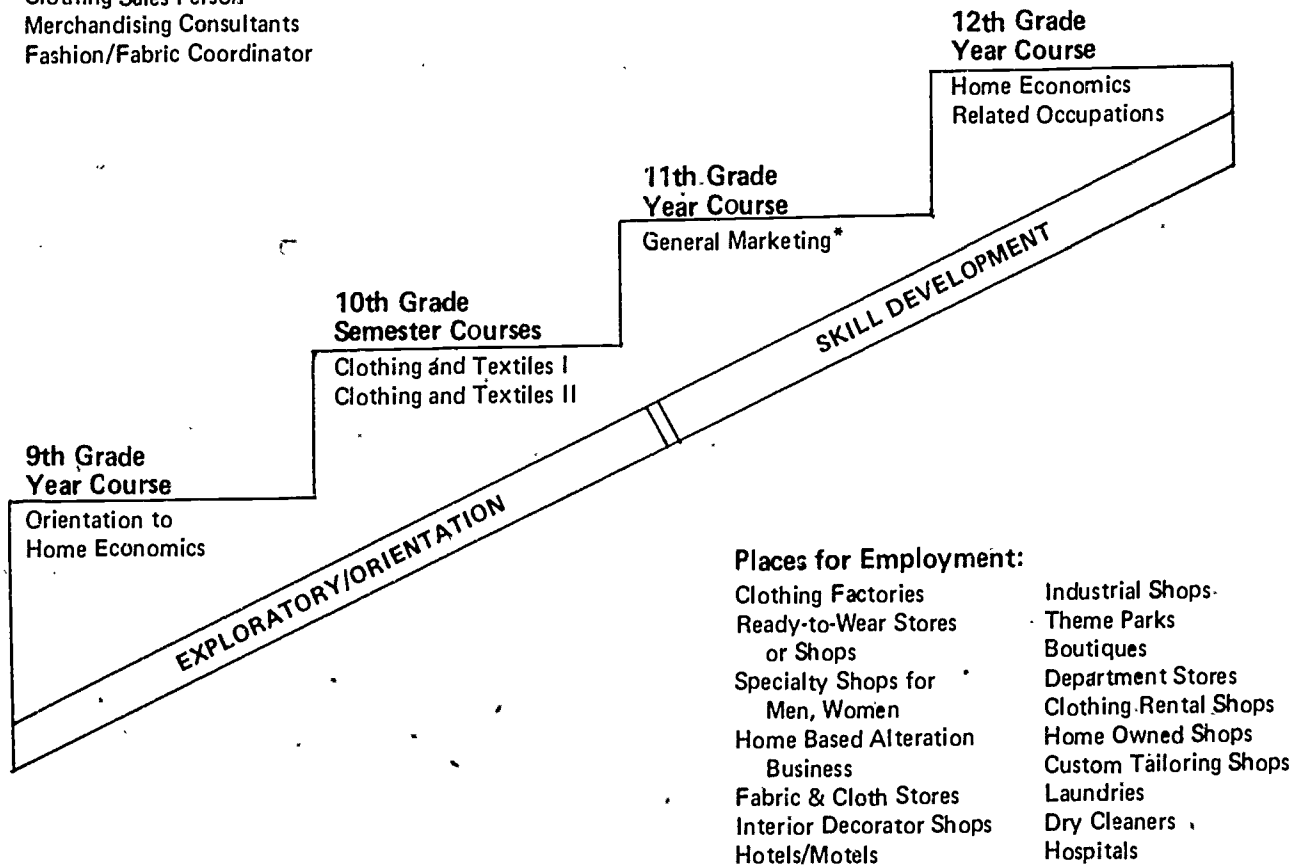 Clothing Sales Person
Merchandising Consultants
Fashion/Fabric Coordinator
12th Grade
Year Course
Home Economics
Related Occupations
11th Grade
Year Course
General Marketing*
10th Grade
Semester Courses
Clothing and Textiles I
Clothing and Textiles II
9th Grade
Year Course
Orientation to
Home Economics
EXPLORATORY/ORIENTATION
SKILL DEVELOPMENT
Places for Employment:
Clothing Factories
Ready-to-Wear Stores
or Shops
Specialty Shops for
Men, Women
Home Based Alteration
Business
Fabric & Cloth Stores
Interior Decorator Shops
Hotels/Motels
Industrial Shops
Theme Parks
Boutiques
Department Stores
Clothing Rental Shops
Home Owned Shops
Custom Tailoring Shops
Laundries
Dry Cleaners
Hospitals